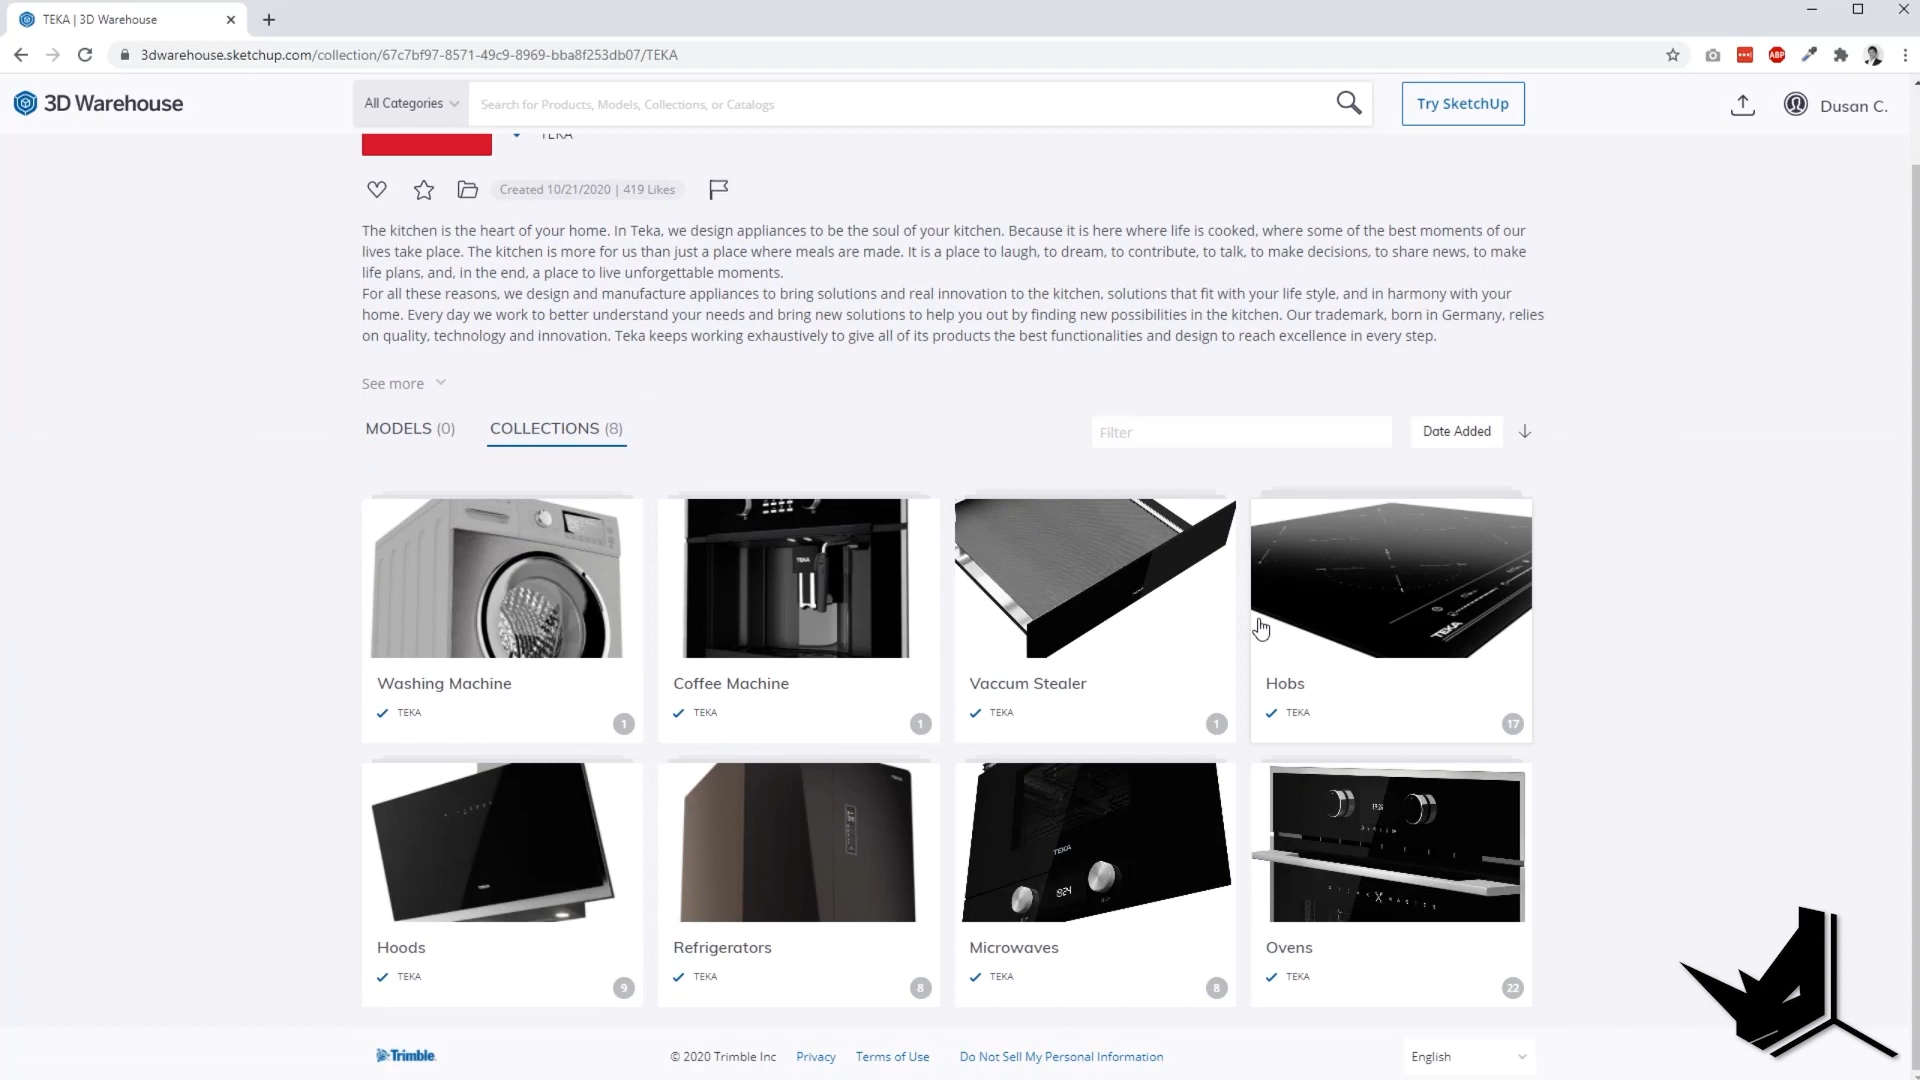 TEKA | 3D Warehouse
3dwarehouse.sketchup.com/collection/67c7bf97-8571-49c9-8969-bba8f253db07/TEKA
ABP
3D Warehouse
All Categories
Search for Products, Models, Collections, or Catalogs
Try SketchUp
Dusan C.
TEKA
Created 10/21/2020 | 419 Likes
The kitchen is the heart of your home. In Teka, we design appliances to be the soul of your kitchen. Because it is here where life is cooked, where some of the best moments of our
lives take place. The kitchen is more for us than just a place where meals are made. It is a place to laugh, to dream, to contribute, to talk, to make decisions, to share news, to make
life plans, and, in the end, a place to live unforgettable moments.
For all these reasons, we design and manufacture appliances to bring solutions and real innovation to the kitchen, solutions that fit with your life style, and in harmony with your
home. Every day we work to better understand your needs and bring new solutions to help you out by finding new possibilities in the kitchen. Our trademark, born in Germany, relies
on quality, technology and innovation. Teka keeps working exhaustively to give all of its products the best functionalities and design to reach excellence in every step.
See more
MODELS (0) COLLECTIONS (8)
Filter
Date Added
TEKA
TEKA
Washing Machine
TEKA
1
Coffee Machine
TEKA
1
Vaccum Stealer
TEKA
1
Hobs
TEKA
17
TEKA
TEKA
TEKA
Hoods
TEKA
9
Refrigerators
TEKA
8
Microwaves
TEKA
8
Ovens
TEKA
22
Trimble
© 2020 Trimble Inc Privacy Terms of Use Do Not Sell My Personal Information
English